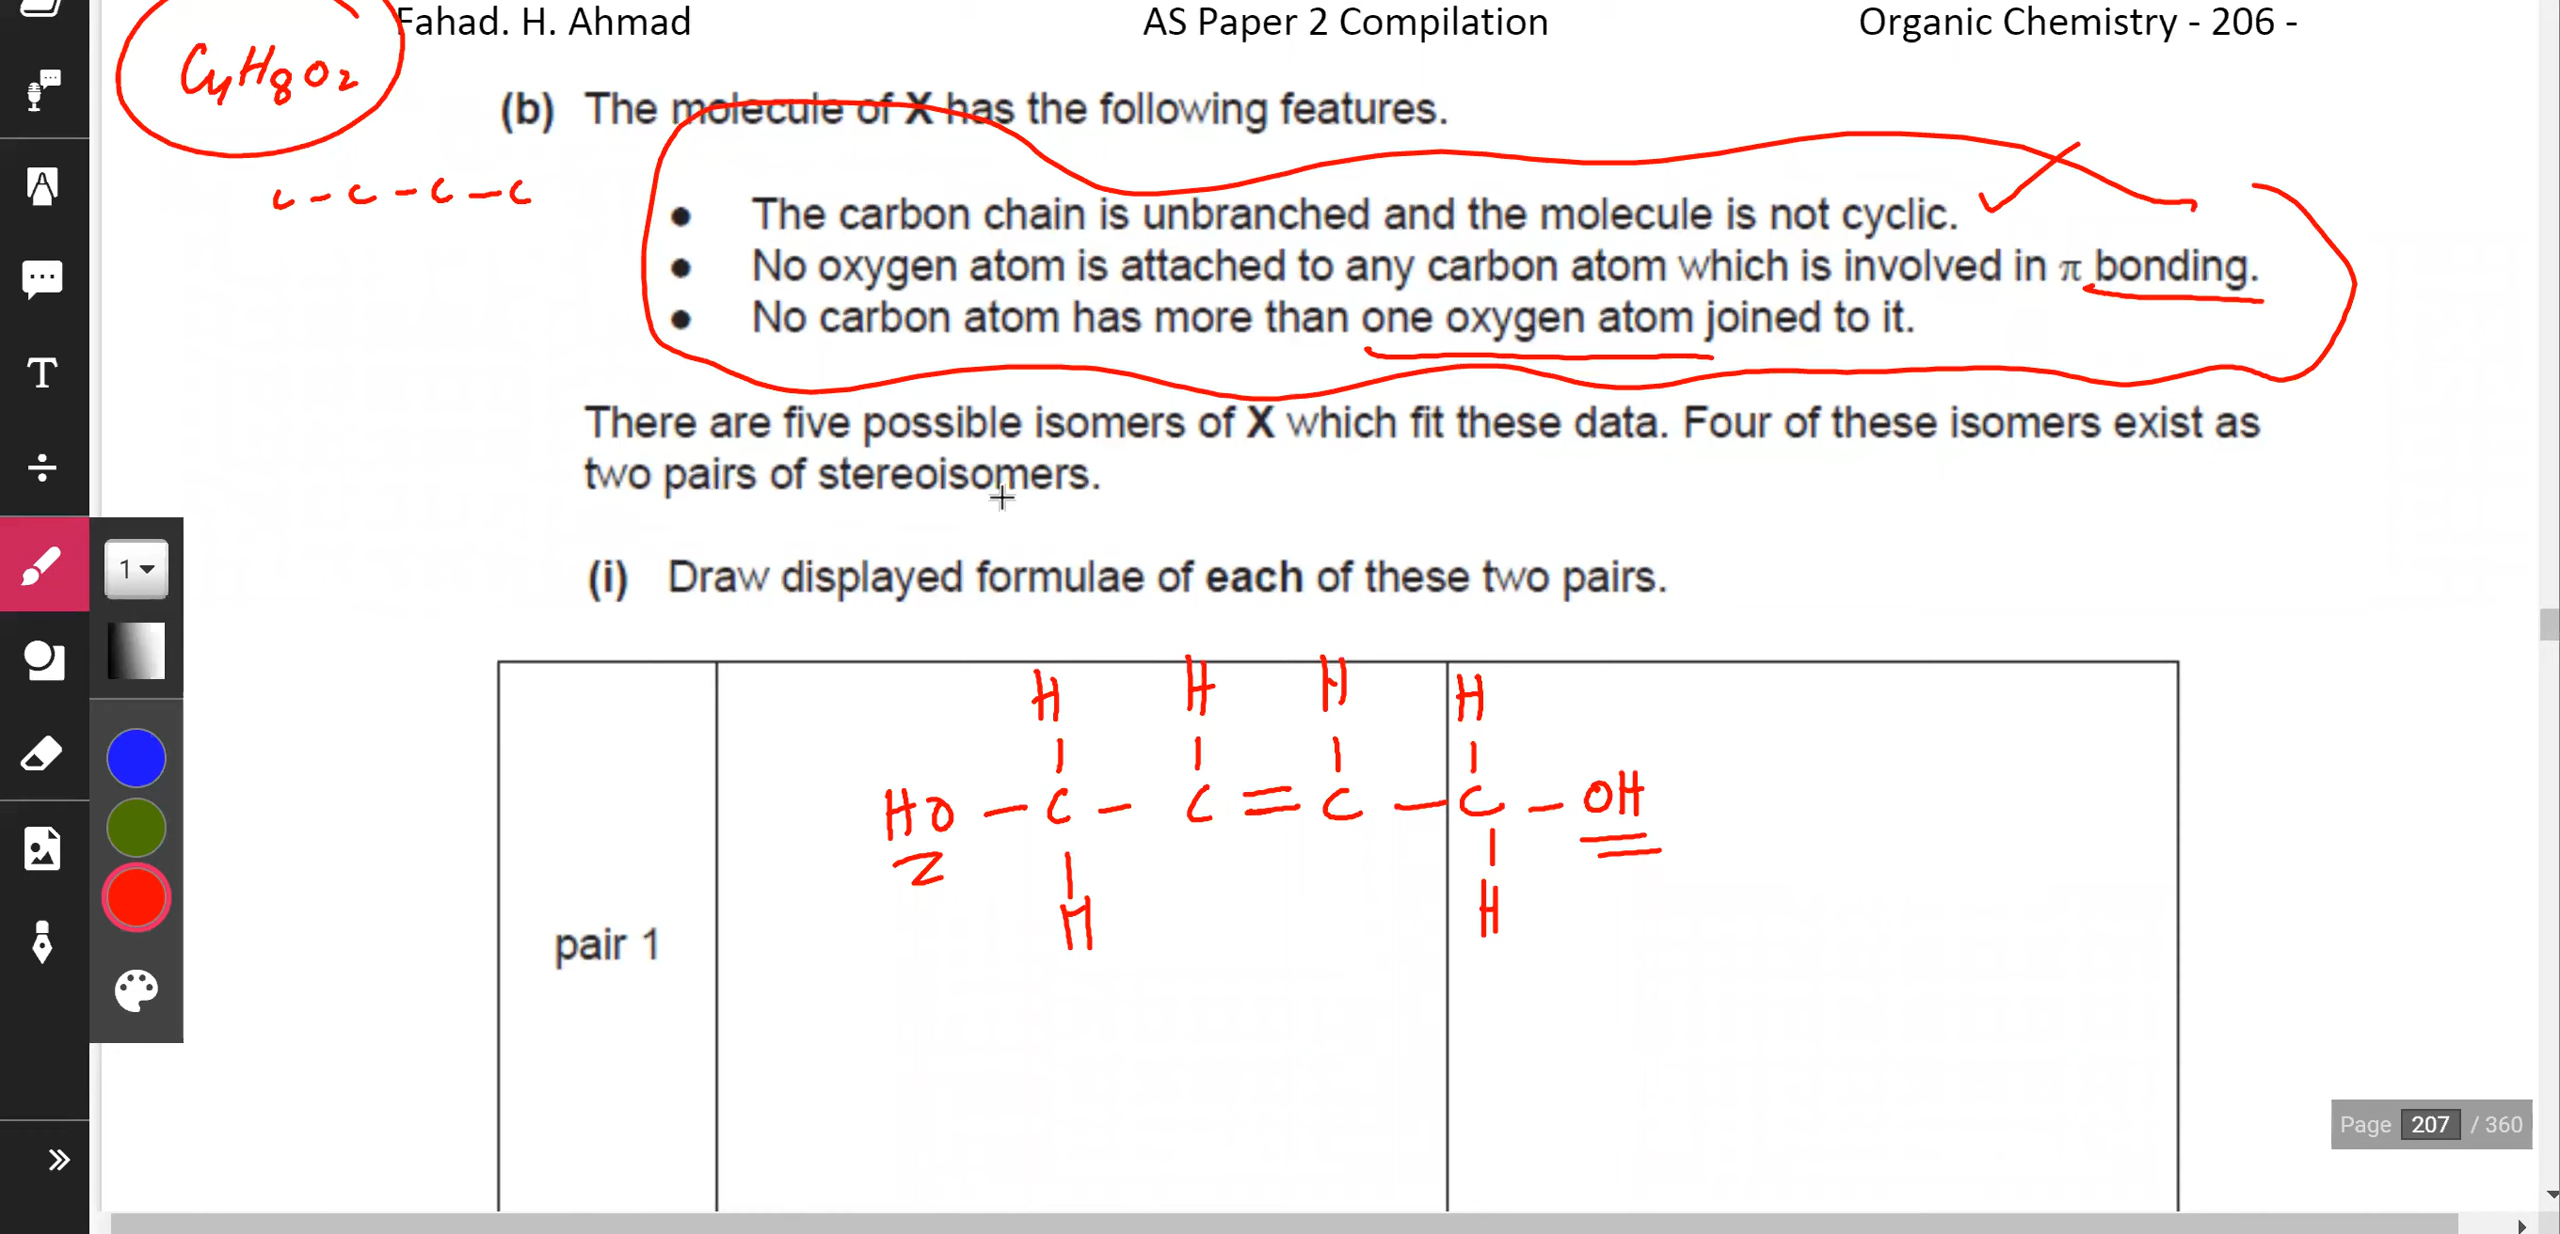 Fahad. H. Ahmad AS Paper 2 Compilation Organic Chemistry - 206 -
C4H8O2
(b) The molecule of X has the following features.
C - C - C - C
• The carbon chain is unbranched and the molecule is not cyclic.
• No oxygen atom is attached to any carbon atom which is involved in π bonding.
• No carbon atom has more than one oxygen atom joined to it.
There are five possible isomers of X which fit these data. Four of these isomers exist as
two pairs of stereoisomers.
(i) Draw displayed formulae of each of these two pairs.
1
T
H H H H
HO - C - C = C - C - OH
H H
pair 1
Page 207 / 360